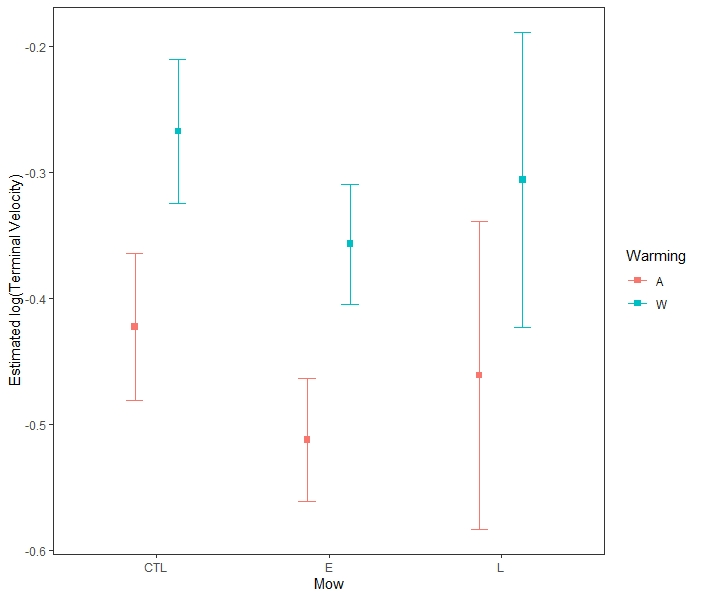 Estimated log(Terminal Velocity)
-0.2
-0.3
-0.4
-0.5
-0.6
CTL
E
L
Mow
Warming
A
W